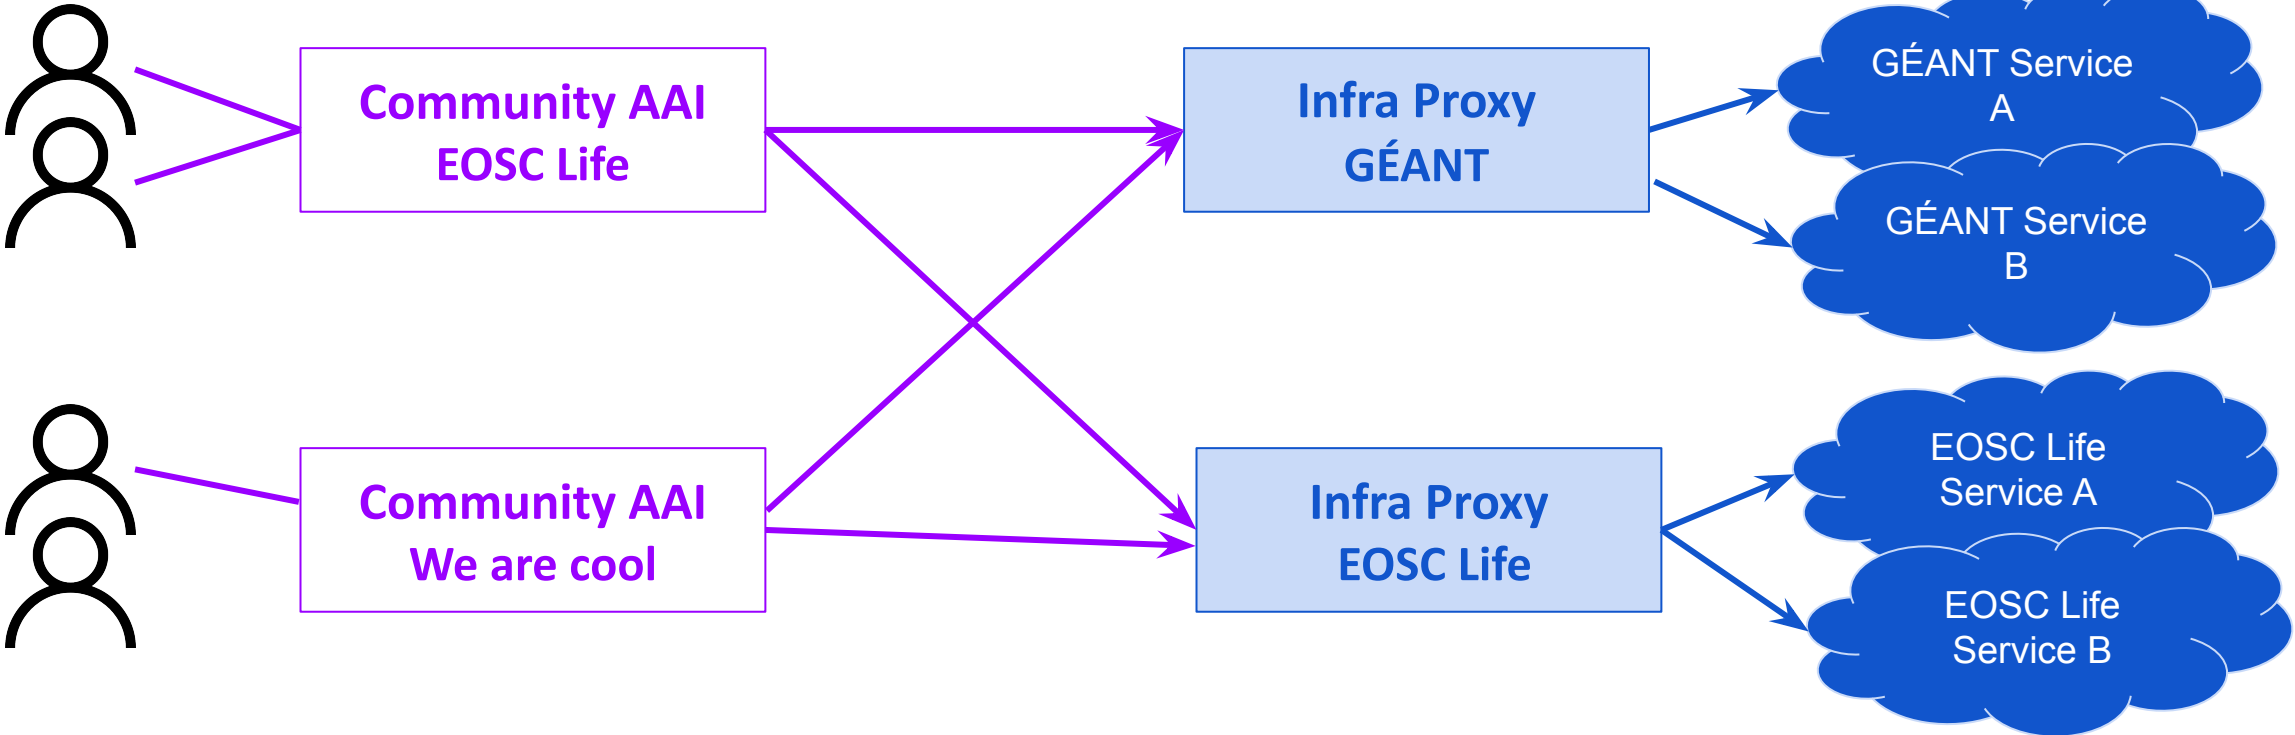 Community AAI
EOSC Life
Infra Proxy
GÉANT
GÉANT Service
A
GÉANT Service
B
Community AAI
We are cool
Infra Proxy
EOSC Life
EOSC Life
Service A
EOSC Life
Service B